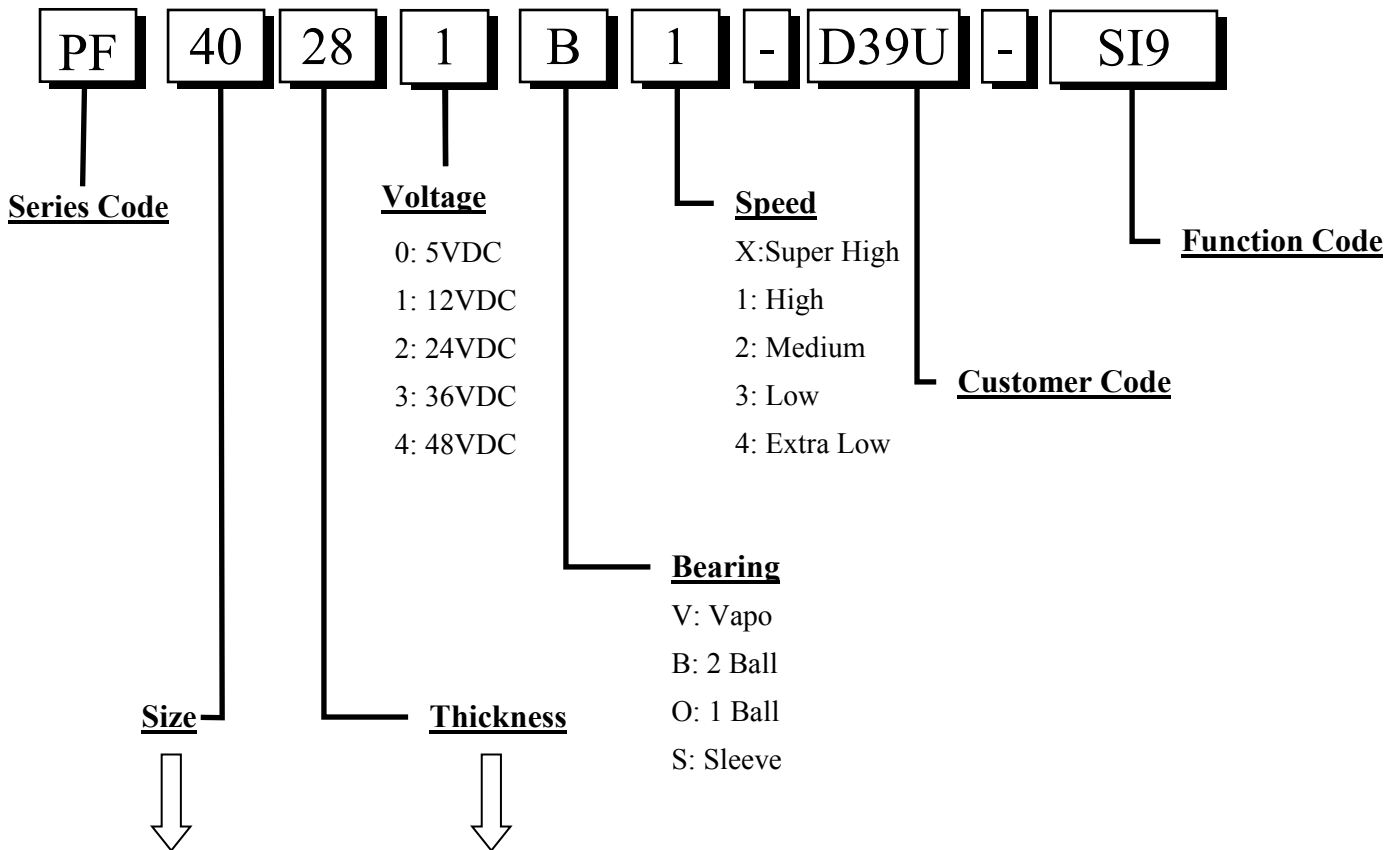 PF 40 28 1 B 1 - D39U - SI9
Series Code
Voltage
0: 5VDC
1: 12VDC
2: 24VDC
3: 36VDC
4: 48VDC
Speed
X:Super High
1: High
2: Medium
3: Low
4: Extra Low
Function Code
Customer Code
Bearing
V: Vapo
B: 2 Ball
O: 1 Ball
S: Sleeve
Size
Thickness